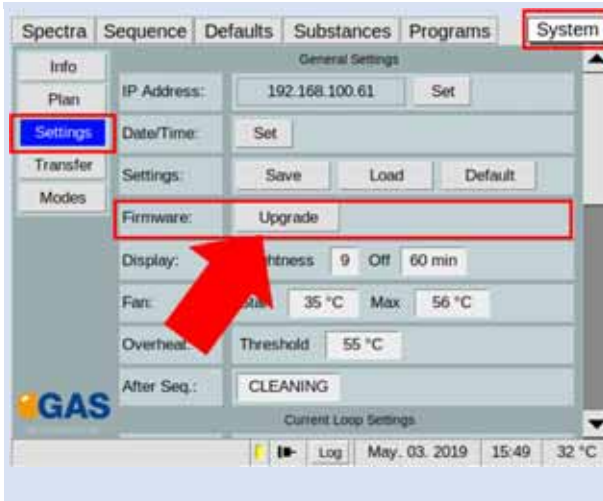 Spectra Sequence Defaults Substances Programs System
Info
Plan
Settings
Transfer
Modes
General Settings
IP Address: 192.168.100.61 Set
Date/Time: Set
Settings: Save Load Default
Firmware: Upgrade
Display: 9 Off 60 min
Fan: 35 °C Max 56 °C
Overheat: Threshold 55 °C
After Seq.: CLEANING
GAS
Current Loop Settings
Log May. 03. 2019 15:49 32 °C